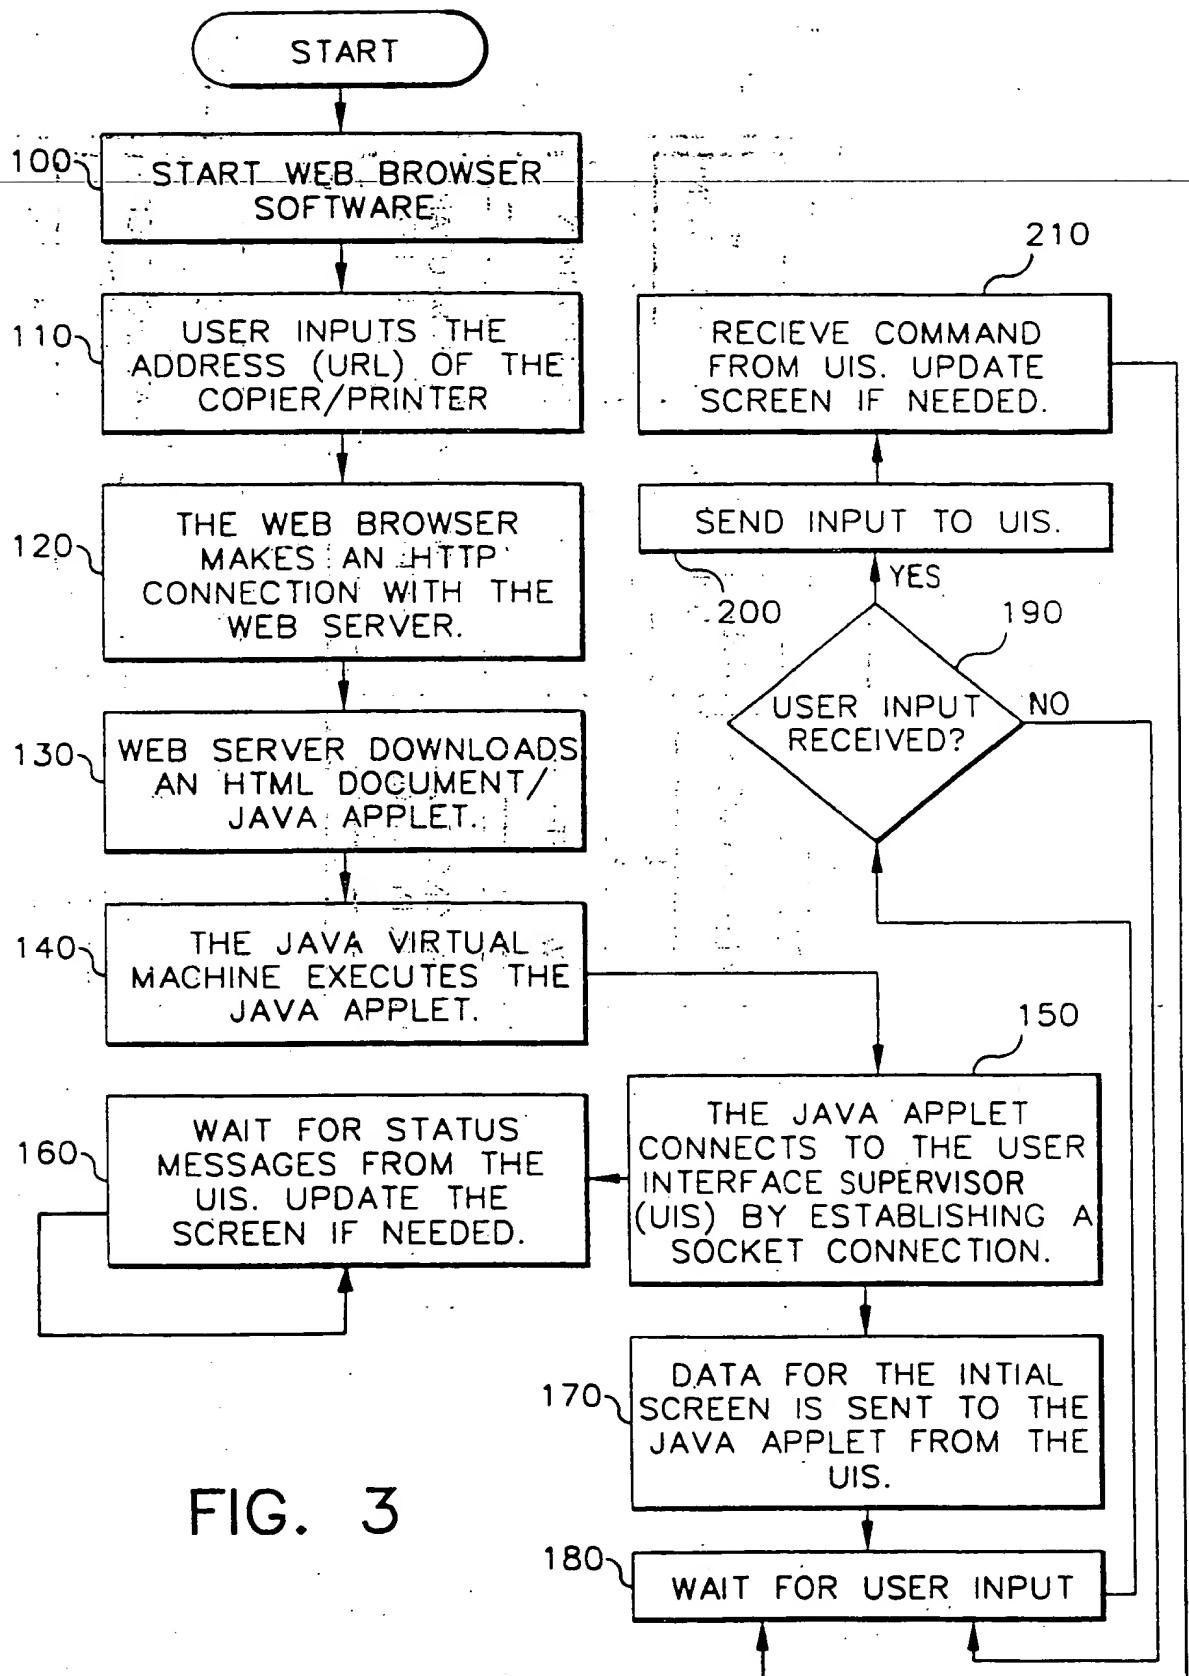 START
100
START WEB BROWSER
SOFTWARE
110
USER INPUTS THE
ADDRESS (URL) OF THE
COPIER/PRINTER
120
THE WEB BROWSER
MAKES AN HTTP
CONNECTION WITH THE
WEB SERVER.
130
WEB SERVER DOWNLOADS
AN HTML DOCUMENT/
JAVA APPLET.
140
THE JAVA VIRTUAL
MACHINE EXECUTES THE
JAVA APPLET.
150
THE JAVA APPLET
CONNECTS TO THE USER
INTERFACE SUPERVISOR
(UIS) BY ESTABLISHING A
SOCKET CONNECTION.
160
WAIT FOR STATUS
MESSAGES FROM THE
UIS. UPDATE THE
SCREEN IF NEEDED.
170
DATA FOR THE INTIAL
SCREEN IS SENT TO THE
JAVA APPLET FROM THE
UIS.
180
WAIT FOR USER INPUT
190
USER INPUT
RECEIVED?
NO
YES
200
SEND INPUT TO UIS.
210
RECIEVE COMMAND
FROM UIS. UPDATE
SCREEN IF NEEDED.
FIG. 3